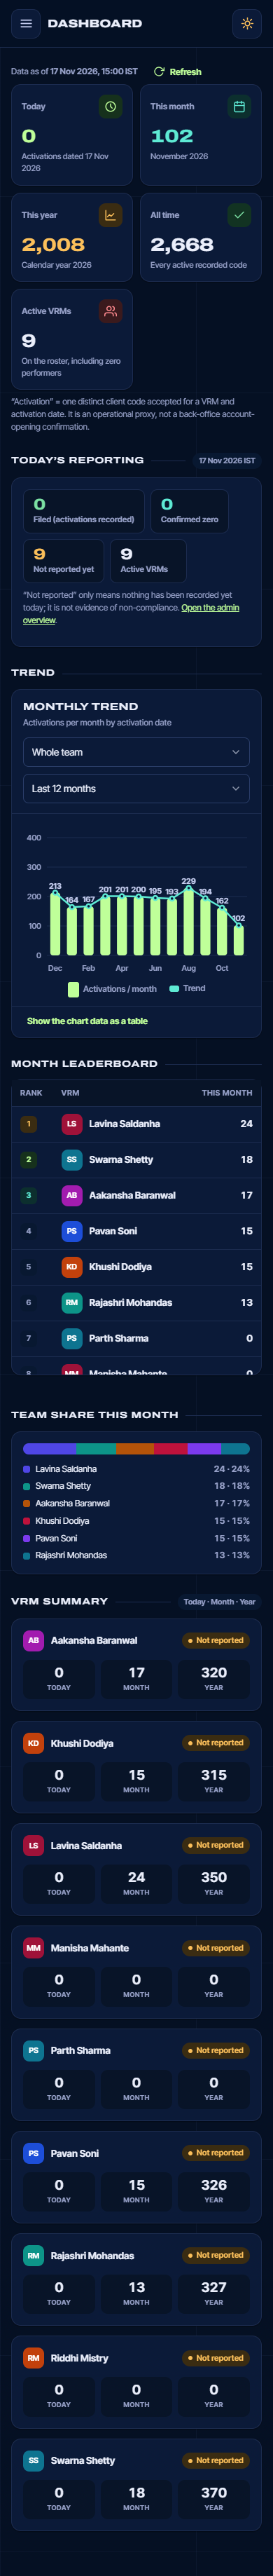 DASHBOARD
Data as of 17 Nov 2026, 15:00 IST
Refresh
Today
0
Activations dated 17 Nov
2026
This month
102
November 2026
This year
2,008
Calendar year 2026
All time
2,668
Every active recorded code
Active VRMs
9
On the roster, including zero
performers
“Activation” = one distinct client code accepted for a VRM and
activation date. It is an operational proxy, not a back-office account-
opening confirmation.
TODAY’S REPORTING
17 Nov 2026 IST
0
Filed (activations recorded)
0
Confirmed zero
9
Not reported yet
9
Active VRMs
“Not reported” only means nothing has been recorded yet
today; it is not evidence of non-compliance. Open the admin
overview.
TREND
MONTHLY TREND
Activations per month by activation date
Whole team
Last 12 months
400
300
200
100
0
213
164
167
201
201
200
195
193
229
194
162
102
Dec
Feb
Apr
Jun
Aug
Oct
Activations / month
Trend
Show the chart data as a table
MONTH LEADERBOARD
RANK VRM THIS MONTH
1 LS Lavina Saldanha 24
2 SS Swarna Shetty 18
3 AB Aakansha Baranwal 17
4 PS Pavan Soni 15
5 KD Khushi Dodiya 15
6 RM Rajashri Mohandas 13
7 PS Parth Sharma 0
8 MM Manisha Mahante 0
TEAM SHARE THIS MONTH
Lavina Saldanha 24 · 24%
Swarna Shetty 18 · 18%
Aakansha Baranwal 17 · 17%
Khushi Dodiya 15 · 15%
Pavan Soni 15 · 15%
Rajashri Mohandas 13 · 13%
VRM SUMMARY
Today · Month · Year
AB Aakansha Baranwal Not reported
0 17 320
TODAY MONTH YEAR
KD Khushi Dodiya Not reported
0 15 315
TODAY MONTH YEAR
LS Lavina Saldanha Not reported
0 24 350
TODAY MONTH YEAR
MM Manisha Mahante Not reported
0 0 0
TODAY MONTH YEAR
PS Parth Sharma Not reported
0 0 0
TODAY MONTH YEAR
PS Pavan Soni Not reported
0 15 326
TODAY MONTH YEAR
RM Rajashri Mohandas Not reported
0 13 327
TODAY MONTH YEAR
RM Riddhi Mistry Not reported
0 0 0
TODAY MONTH YEAR
SS Swarna Shetty Not reported
0 18 370
TODAY MONTH YEAR